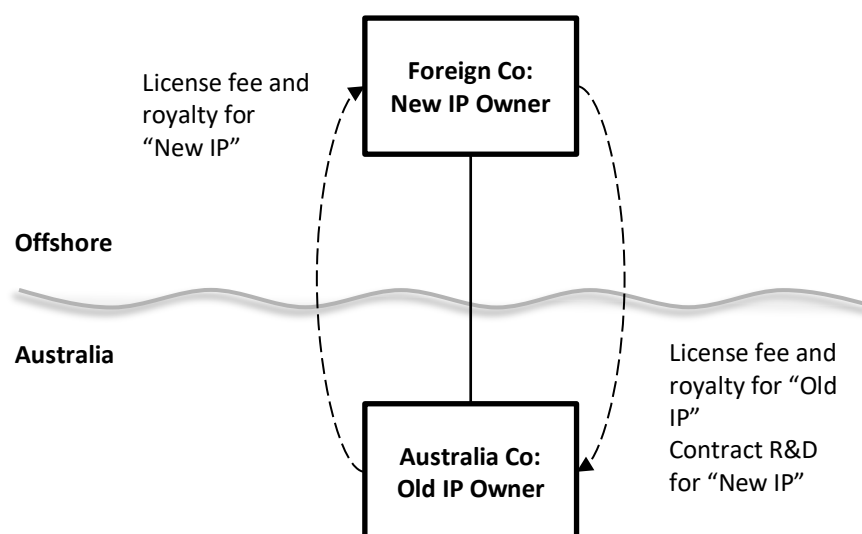 Foreign Co:
New IP Owner
License fee and
royalty for
“New IP”
Offshore
Australia
License fee and
royalty for “Old
IP”
Contract R&D
for “New IP”
Australia Co:
Old IP Owner